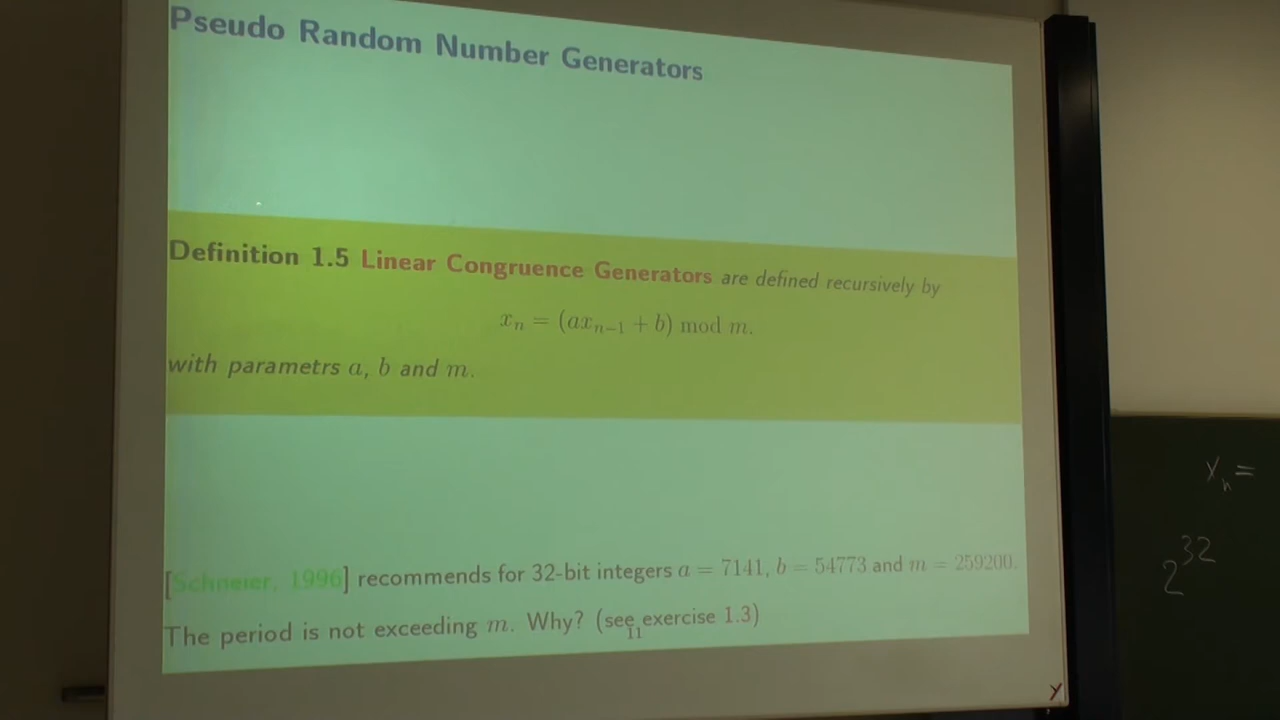 Pseudo Random Number Generators
Definition 1.5 Linear Congruence Generators are defined recursively by
xₙ = (axₙ₋₁ + b) mod m.
with parametrs a, b and m.
[Schneier, 1996] recommends for 32-bit integers a = 7141, b = 54773 and m = 259200.
The period is not exceeding m. Why? (see exercise 1.3)
11
yₙ =
2³²